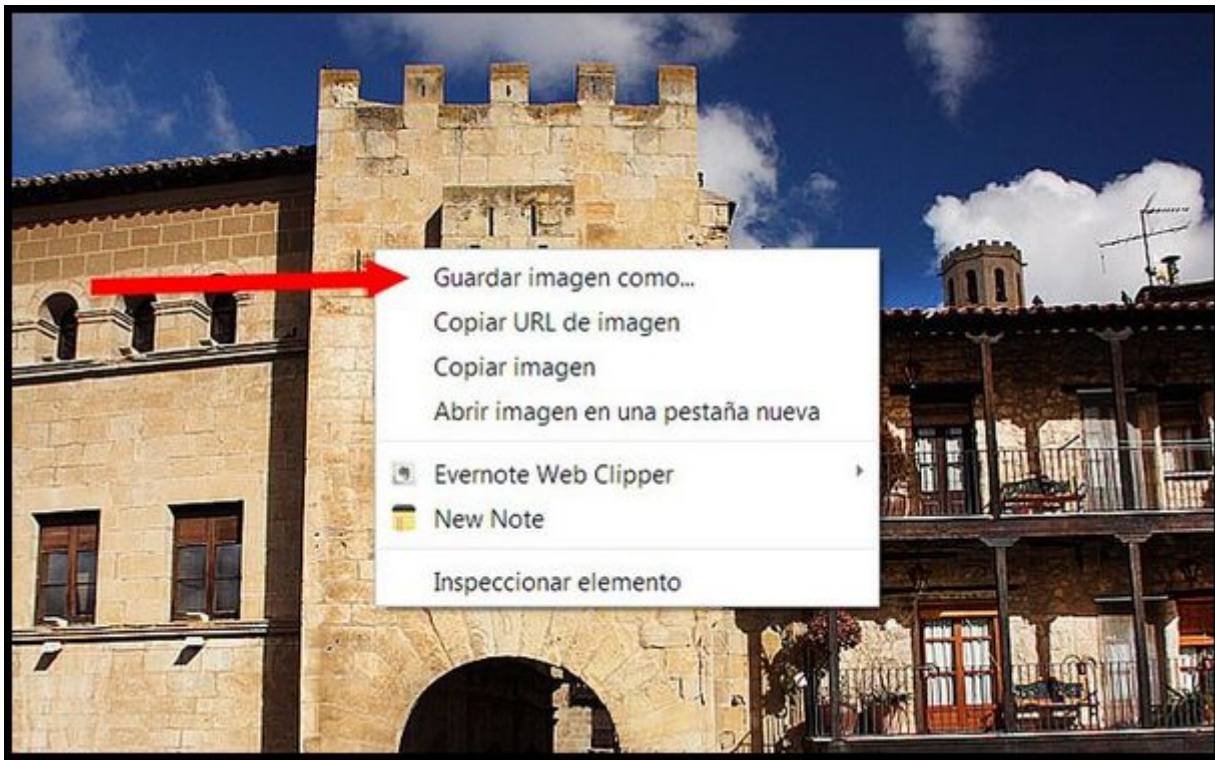 Guardar imagen como...
Copiar URL de imagen
Copiar imagen
Abrir imagen en una pestaña nueva
Evernote Web Clipper
New Note
Inspeccionar elemento